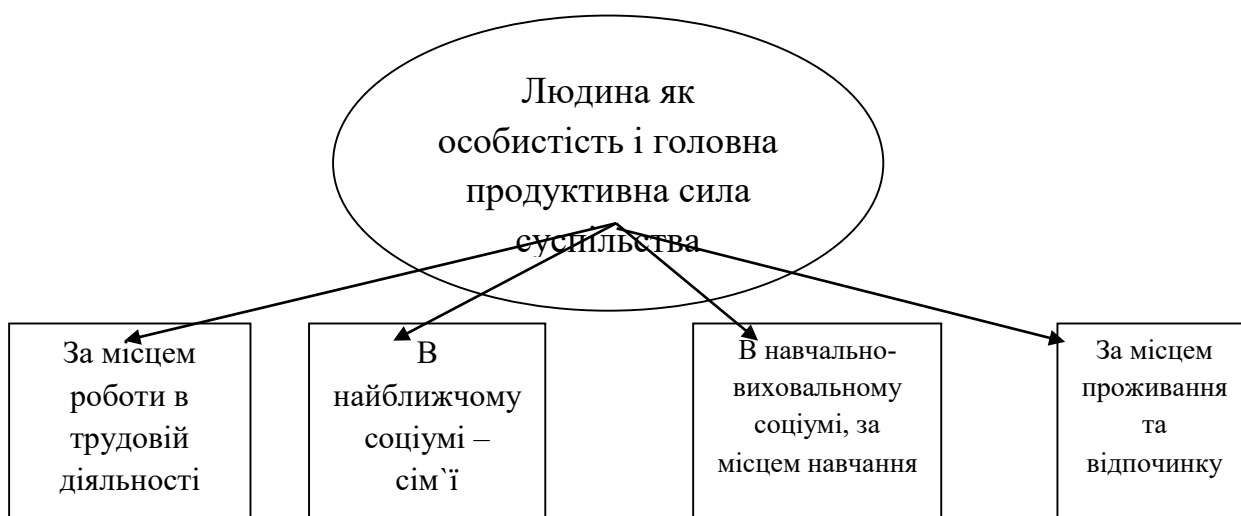 Людина як
особистість і головна
продуктивна сила
суспільства
За місцем
роботи в
трудовій
діяльності
В
найближчому
соціумі –
сім`ї
В навчально-
виховальному
соціумі, за
місцем навчання
За місцем
проживання
та
відпочинку